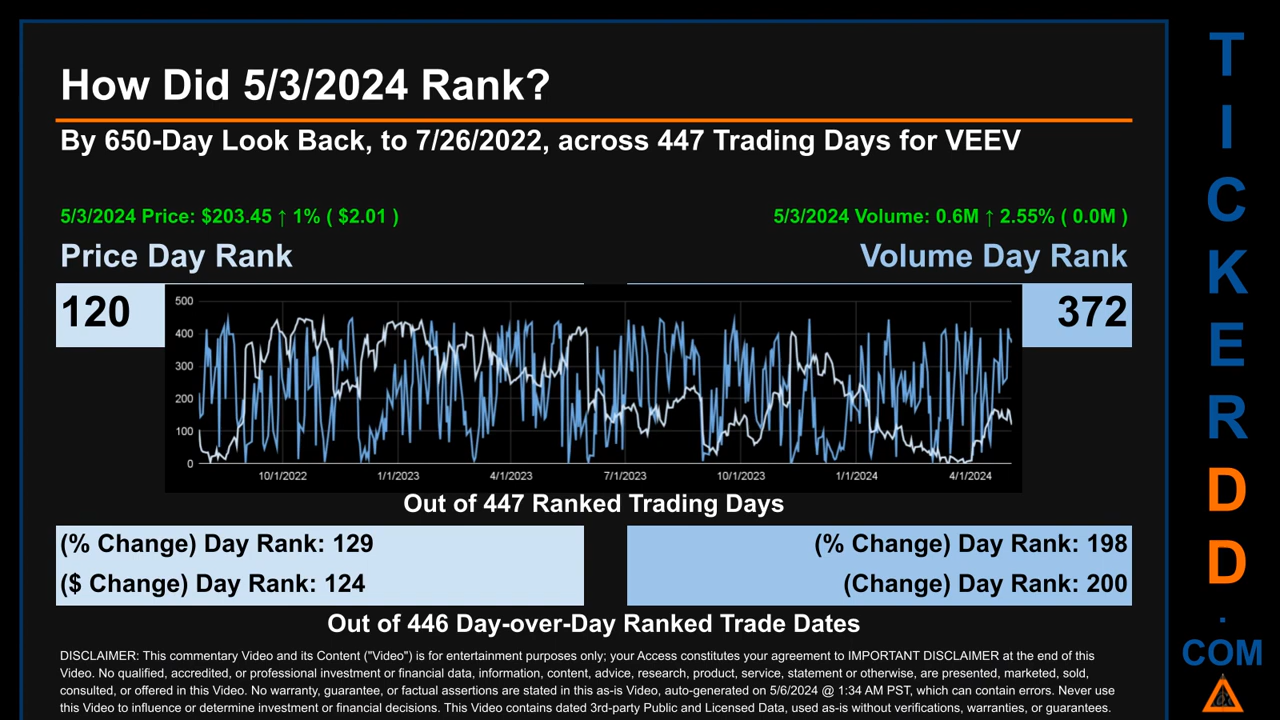 How Did 5/3/2024 Rank?
By 650-Day Look Back, to 7/26/2022, across 447 Trading Days for VEEV
5/3/2024 Price: $203.45 ↑ 1% ( $2.01 )
5/3/2024 Volume: 0.6M ↑ 2.55% ( 0.0M )
Price Day Rank
Volume Day Rank
120
372
500
400
300
200
100
0
10/1/2022
1/1/2023
4/1/2023
7/1/2023
10/1/2023
1/1/2024
4/1/2024
Out of 447 Ranked Trading Days
(% Change) Day Rank: 129
(% Change) Day Rank: 198
($ Change) Day Rank: 124
(Change) Day Rank: 200
Out of 446 Day-over-Day Ranked Trade Dates
DISCLAIMER: This commentary Video and its Content ("Video") is for entertainment purposes only; your Access constitutes your agreement to IMPORTANT DISCLAIMER at the end of this
Video. No qualified, accredited, or professional investment or financial data, information, content, advice, research, product, service, statement or otherwise, are presented, marketed, sold,
consulted, or offered in this Video. No warranty, guarantee, or factual assertions are stated in this as-is Video, auto-generated on 5/6/2024 @ 1:34 AM PST, which can contain errors. Never use
this Video to influence or determine investment or financial decisions. This Video contains dated 3rd-party Public and Licensed Data, used as-is without verifications, warranties, or guarantees.
T
I
C
K
E
R
D
D
.
COM